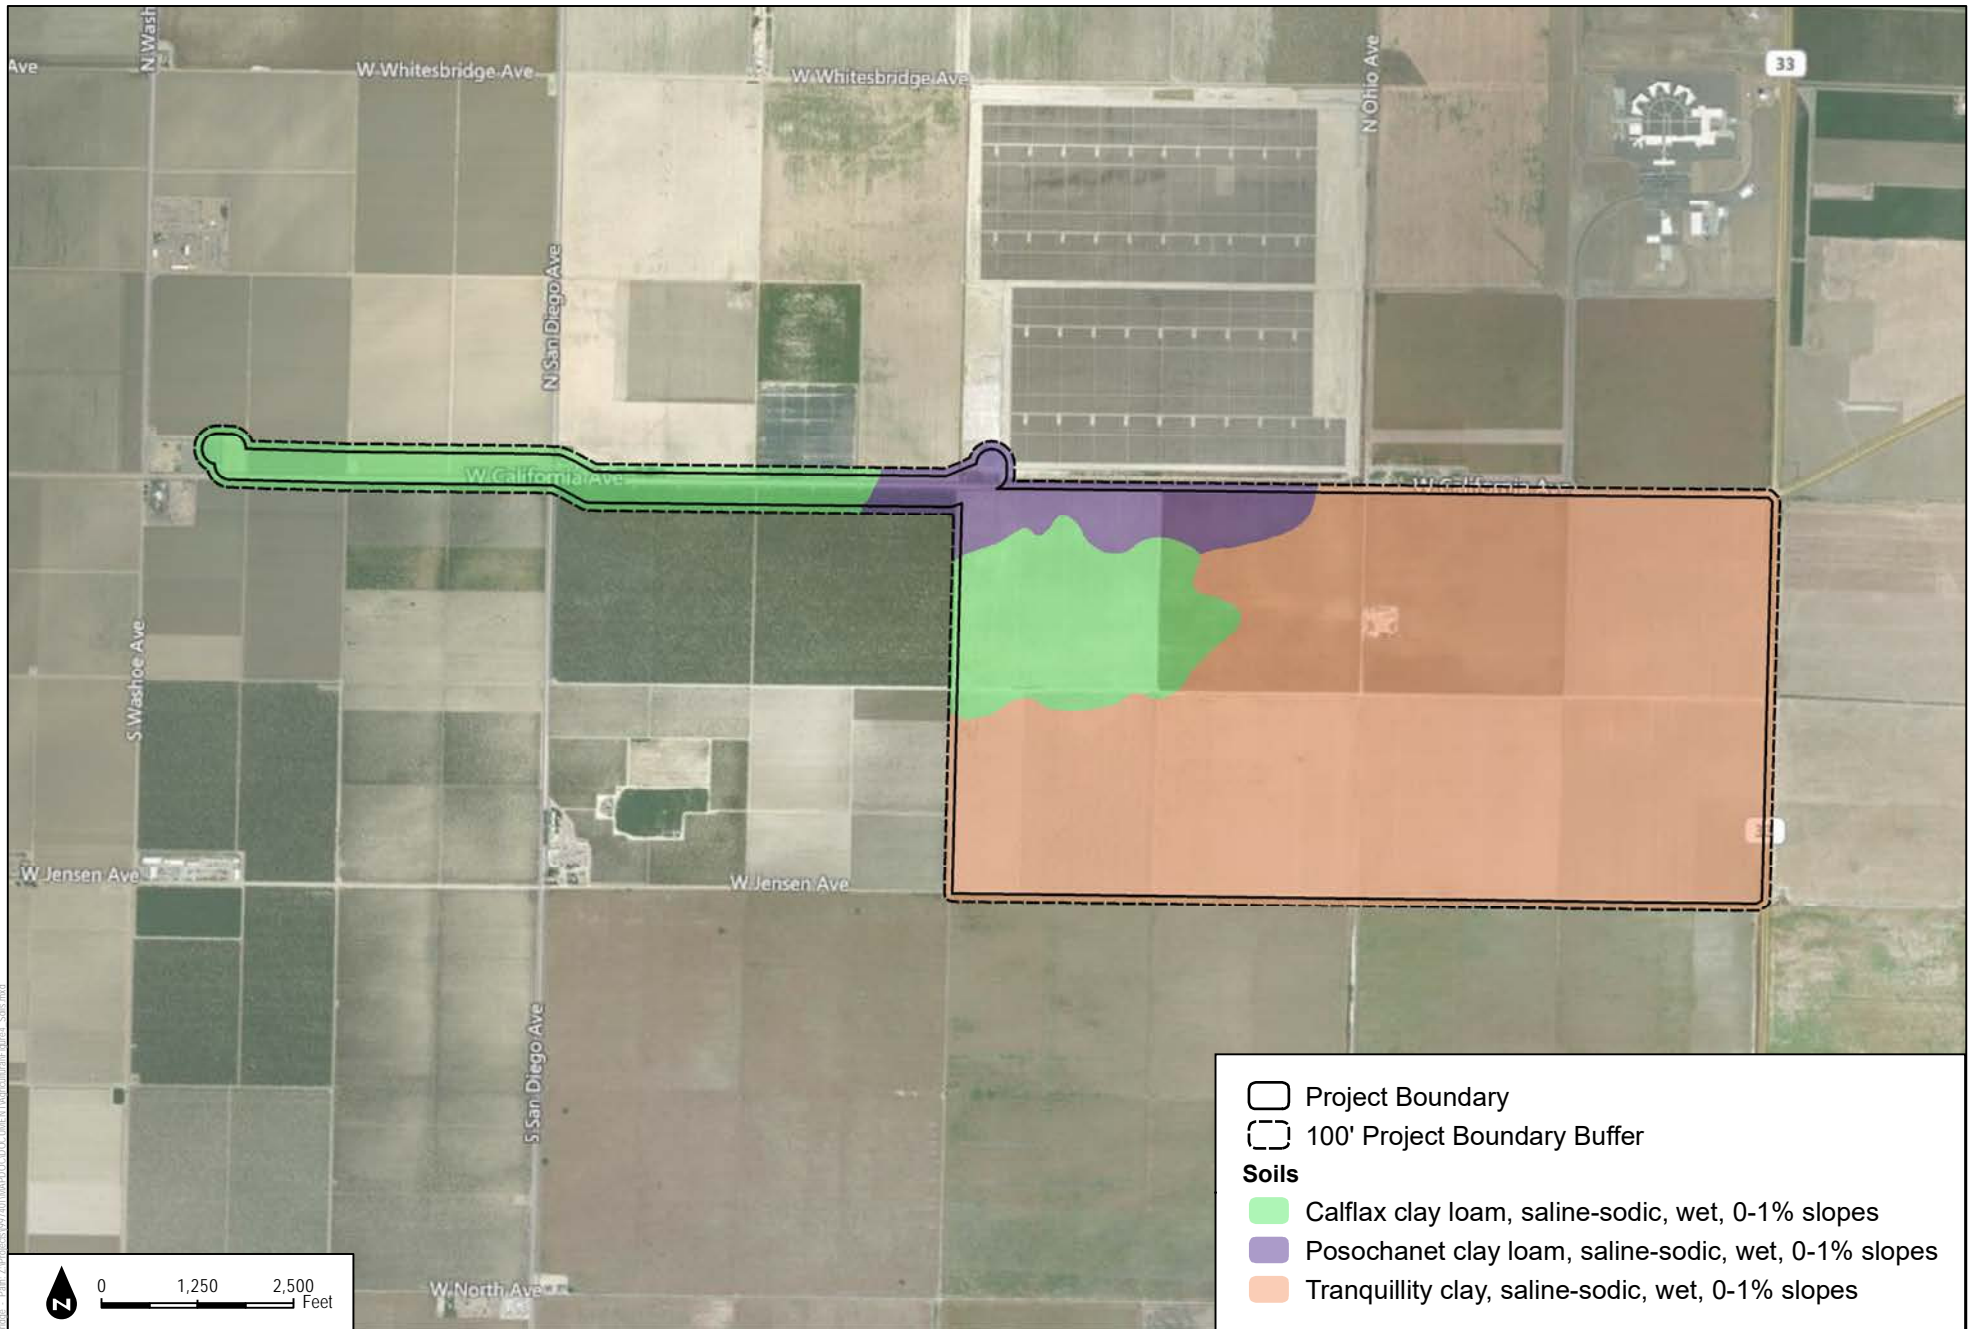 N Wash
Ave
W Whitesbridge Ave
W Whitesbridge Ave
N Ohio Ave
33
N San Diego Ave
W California Ave
W California Ave
S Washoe Ave
W Jensen Ave
W Jensen Ave
S San Diego Ave
W North Ave
Project Boundary
100' Project Boundary Buffer
Soils
Calflax clay loam, saline-sodic, wet, 0-1% slopes
Posochanet clay loam, saline-sodic, wet, 0-1% slopes
Tranquillity clay, saline-sodic, wet, 0-1% slopes
N
0 1,250 2,500
Feet